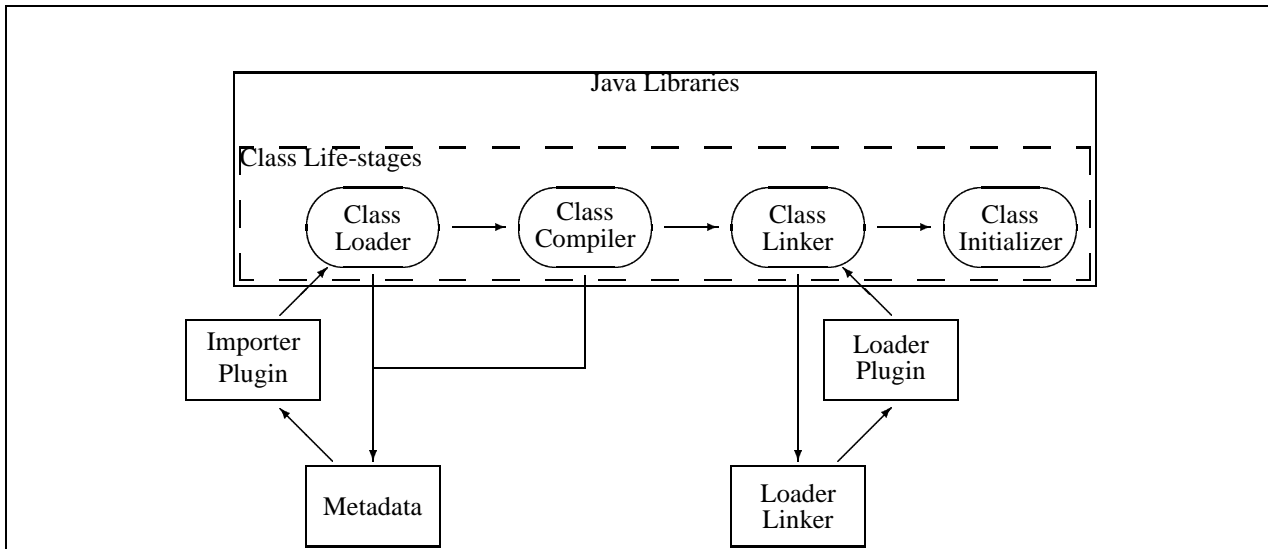 Java Libraries
Class Life-stages
Class
Loader
Class
Compiler
Class
Linker
Class
Initializer
Importer
Plugin
Loader
Plugin
Metadata
Loader
Linker